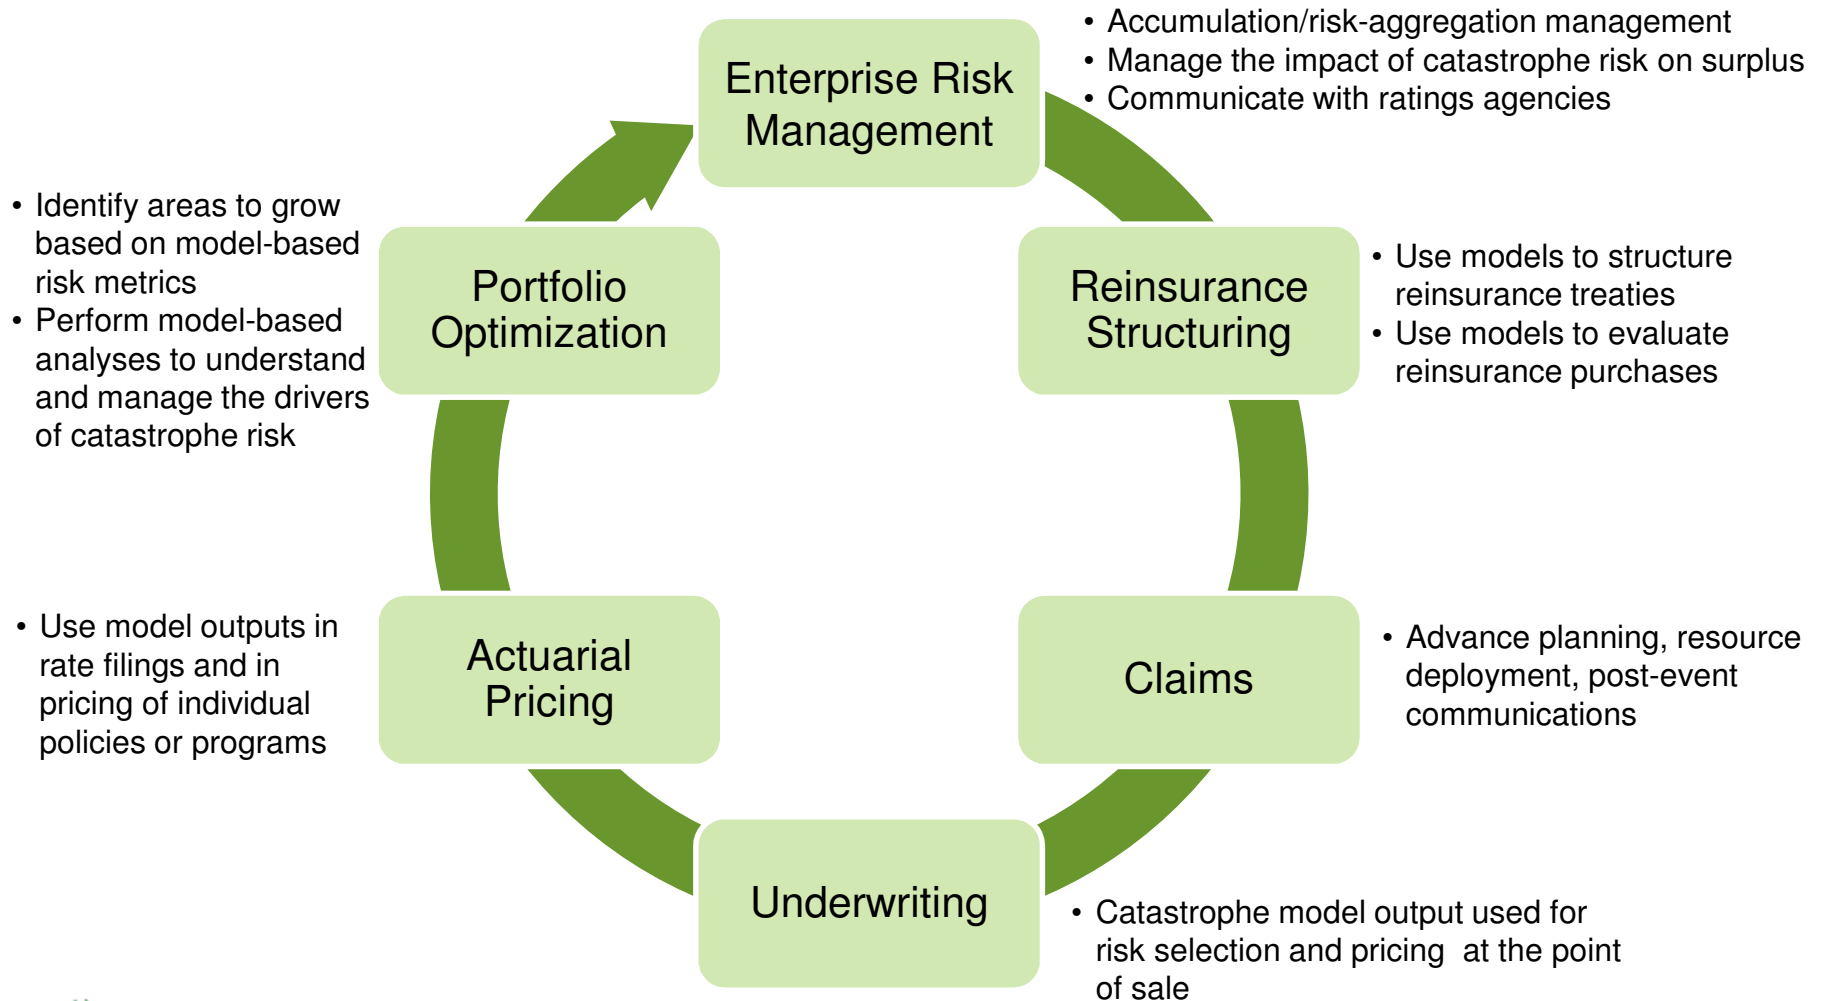 Enterprise Risk
Management
• Accumulation/risk-aggregation management
• Manage the impact of catastrophe risk on surplus
• Communicate with ratings agencies
Reinsurance
Structuring
• Use models to structure
reinsurance treaties
• Use models to evaluate
reinsurance purchases
Claims
• Advance planning, resource
deployment, post-event
communications
Underwriting
• Catastrophe model output used for
risk selection and pricing  at the point
of sale
Actuarial
Pricing
• Use model outputs in
rate filings and in
pricing of individual
policies or programs
Portfolio
Optimization
• Identify areas to grow
based on model-based
risk metrics
• Perform model-based
analyses to understand
and manage the drivers
of catastrophe risk